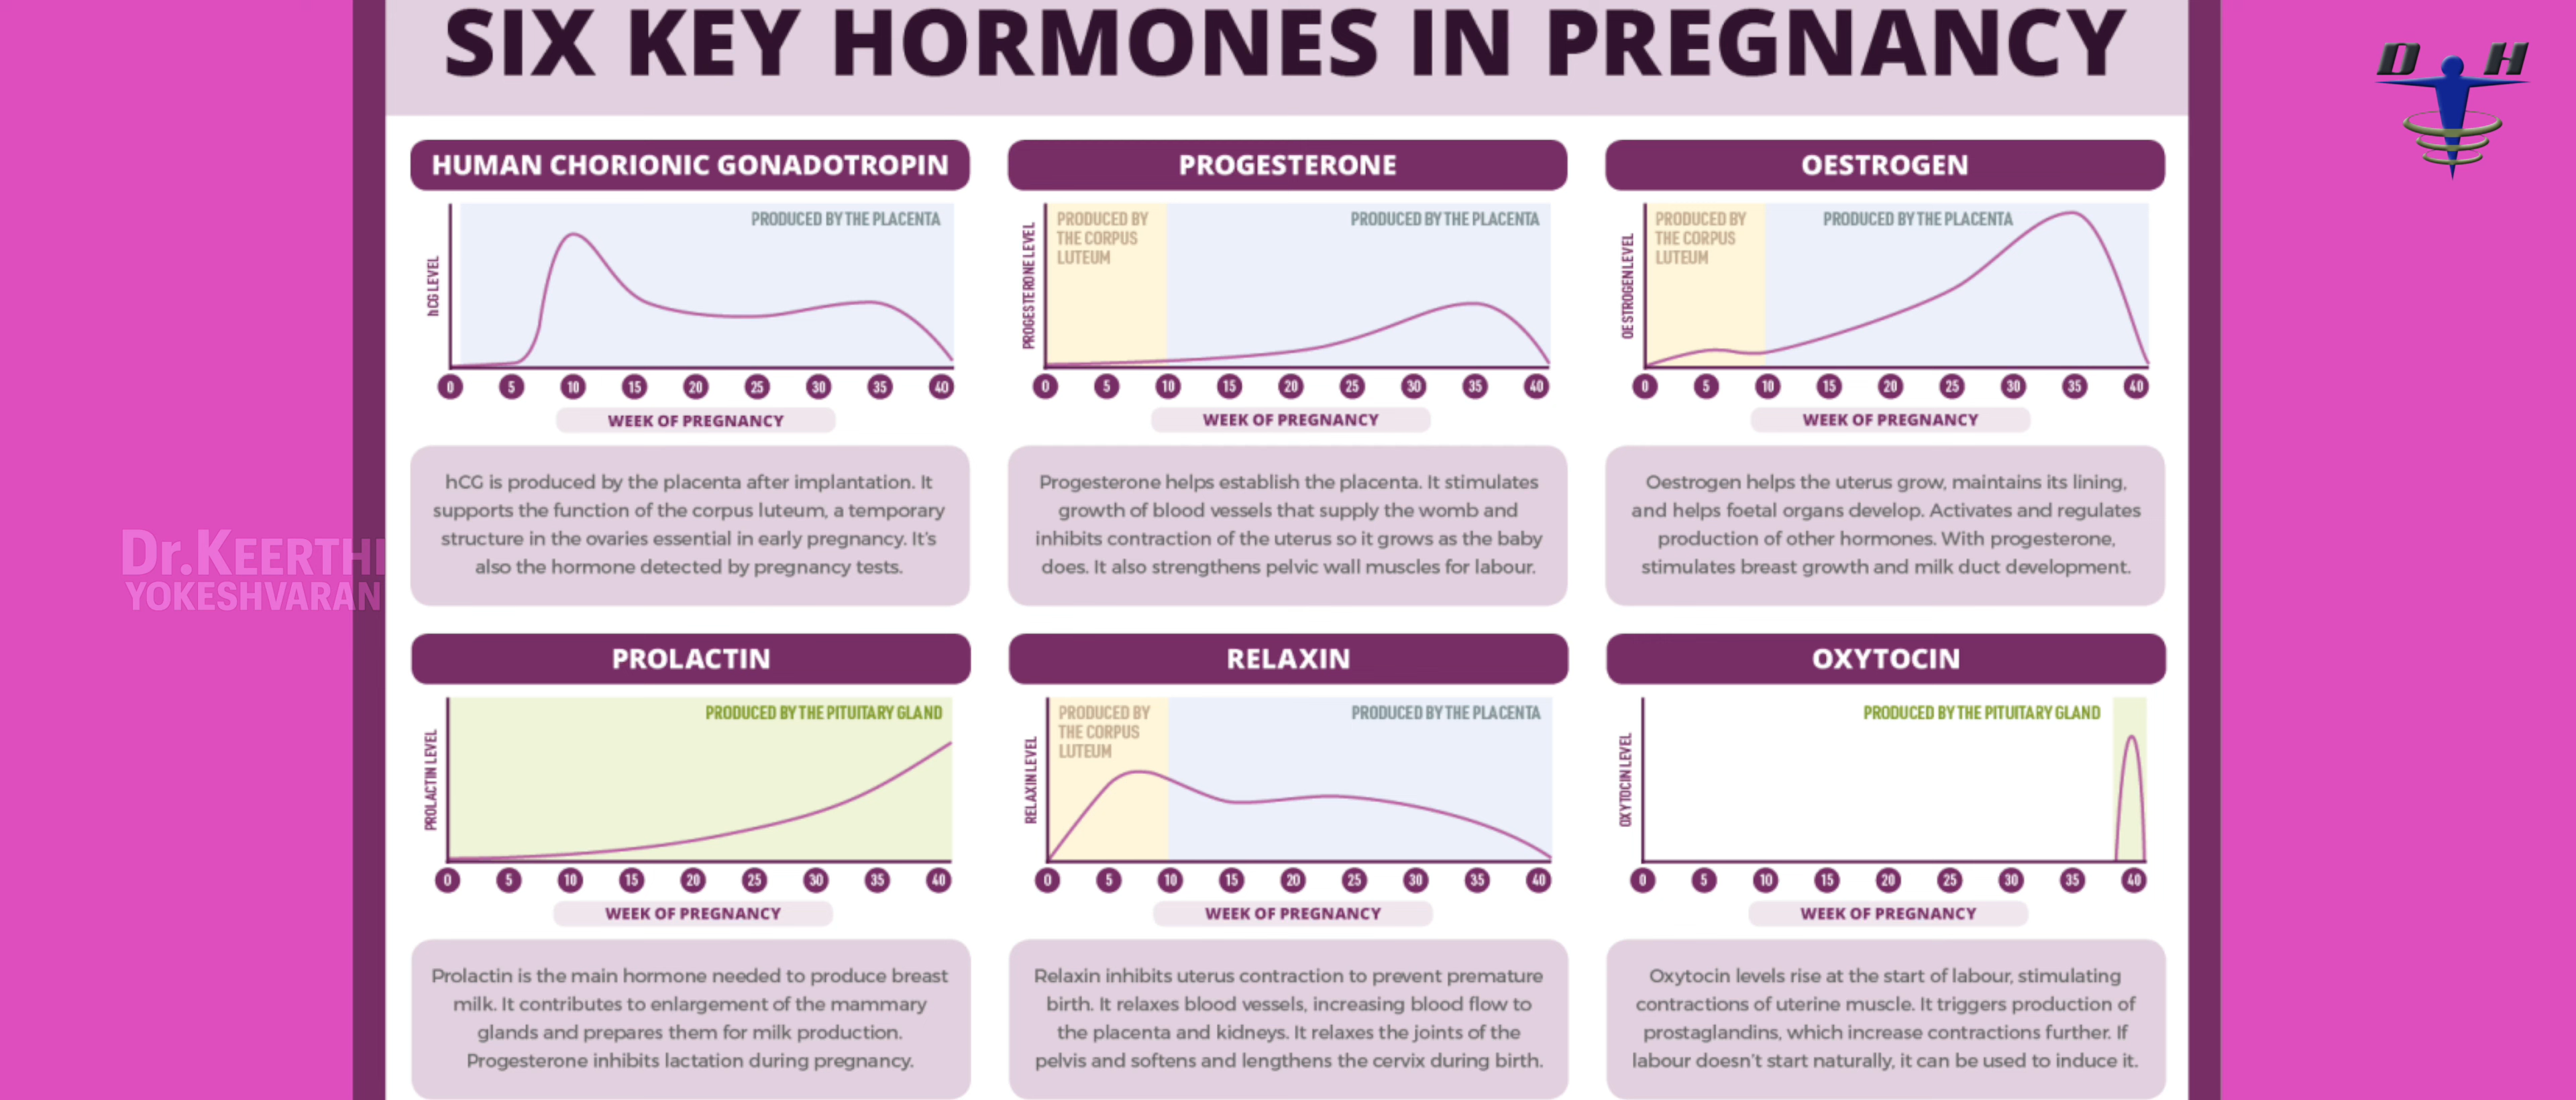 SIX KEY HORMONES IN PREGNANCY
D H
HUMAN CHORIONIC GONADOTROPIN
hCG LEVEL
PRODUCED BY THE PLACENTA
0 5 10 15 20 25 30 35 40
WEEK OF PREGNANCY
hCG is produced by the placenta after implantation. It
supports the function of the corpus luteum, a temporary
structure in the ovaries essential in early pregnancy. It's
also the hormone detected by pregnancy tests.
PROGESTERONE
PROGESTERONE LEVEL
PRODUCED BY
THE CORPUS
LUTEUM
PRODUCED BY THE PLACENTA
0 5 10 15 20 25 30 35 40
WEEK OF PREGNANCY
Progesterone helps establish the placenta. It stimulates
growth of blood vessels that supply the womb and
inhibits contraction of the uterus so it grows as the baby
does. It also strengthens pelvic wall muscles for labour.
OESTROGEN
OESTROGEN LEVEL
PRODUCED BY
THE CORPUS
LUTEUM
PRODUCED BY THE PLACENTA
0 5 10 15 20 25 30 35 40
WEEK OF PREGNANCY
Oestrogen helps the uterus grow, maintains its lining,
and helps foetal organs develop. Activates and regulates
production of other hormones. With progesterone,
stimulates breast growth and milk duct development.
Dr.KEERTHI
YOKESHVARAN
PROLACTIN
PROLACTIN LEVEL
PRODUCED BY THE PITUITARY GLAND
0 5 10 15 20 25 30 35 40
WEEK OF PREGNANCY
Prolactin is the main hormone needed to produce breast
milk. It contributes to enlargement of the mammary
glands and prepares them for milk production.
Progesterone inhibits lactation during pregnancy.
RELAXIN
RELAXIN LEVEL
PRODUCED BY
THE CORPUS
LUTEUM
PRODUCED BY THE PLACENTA
0 5 10 15 20 25 30 35 40
WEEK OF PREGNANCY
Relaxin inhibits uterus contraction to prevent premature
birth. It relaxes blood vessels, increasing blood flow to
the placenta and kidneys. It relaxes the joints of the
pelvis and softens and lengthens the cervix during birth.
OXYTOCIN
OXYTOCIN LEVEL
PRODUCED BY THE PITUITARY GLAND
0 5 10 15 20 25 30 35 40
WEEK OF PREGNANCY
Oxytocin levels rise at the start of labour, stimulating
contractions of uterine muscle. It triggers production of
prostaglandins, which increase contractions further. If
labour doesn't start naturally, it can be used to induce it.